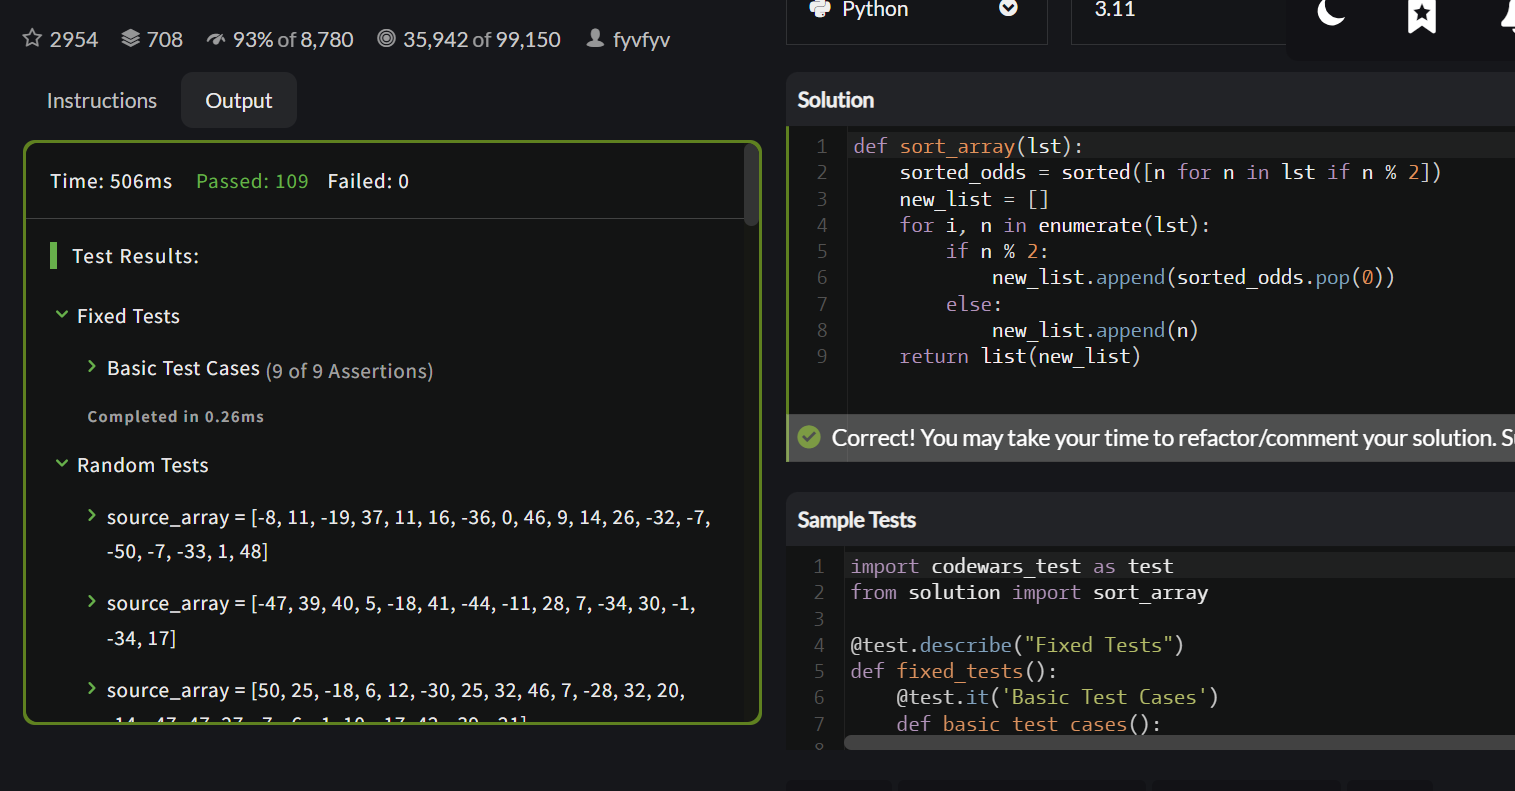 2954 708 93% of 8,780 35,942 of 99,150 fyvfyv
Instructions Output
Time: 506ms Passed: 109 Failed: 0
Test Results:
Fixed Tests
Basic Test Cases (9 of 9 Assertions)
Completed in 0.26ms
Random Tests
source_array = [-8, 11, -19, 37, 11, 16, -36, 0, 46, 9, 14, 26, -32, -7,
-50, -7, -33, 1, 48]
source_array = [-47, 39, 40, 5, -18, 41, -44, -11, 28, 7, -34, 30, -1,
-34, 17]
source_array = [50, 25, -18, 6, 12, -30, 25, 32, 46, 7, -28, 32, 20,
Python 3.11
Solution
1 def sort_array(lst):
2 sorted_odds = sorted([n for n in lst if n % 2])
3 new_list = []
4 for i, n in enumerate(lst):
5 if n % 2:
6 new_list.append(sorted_odds.pop(0))
7 else:
8 new_list.append(n)
9 return list(new_list)
Correct! You may take your time to refactor/comment your solution.
Sample Tests
1 import codewars_test as test
2 from solution import sort_array
3
4 @test.describe("Fixed Tests")
5 def fixed_tests():
6 @test.it('Basic Test Cases')
7 def basic_test_cases():
8